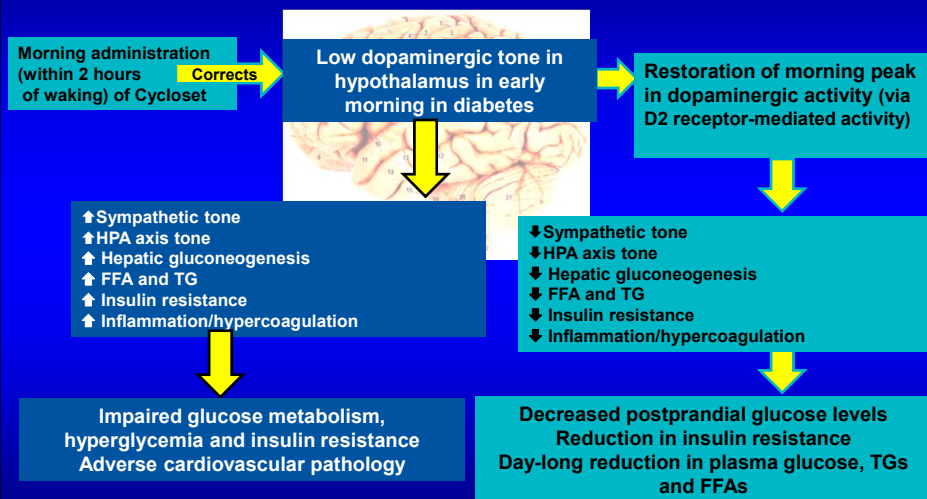 Morning administration
(within 2 hours
of waking) of Cycloset
Corrects
Low dopaminergic tone in
hypothalamus in early
morning in diabetes
Restoration of morning peak
in dopaminergic activity (via
D2 receptor-mediated activity)
⬆Sympathetic tone
⬆HPA axis tone
⬆ Hepatic gluconeogenesis
⬆ FFA and TG
⬆ Insulin resistance
⬆ Inflammation/hypercoagulation
⬇Sympathetic tone
⬇HPA axis tone
⬇ Hepatic gluconeogenesis
⬇ FFA and TG
⬇ Insulin resistance
⬇ Inflammation/hypercoagulation
Impaired glucose metabolism,
hyperglycemia and insulin resistance
Adverse cardiovascular pathology
Decreased postprandial glucose levels
Reduction in insulin resistance
Day-long reduction in plasma glucose, TGs
and FFAs